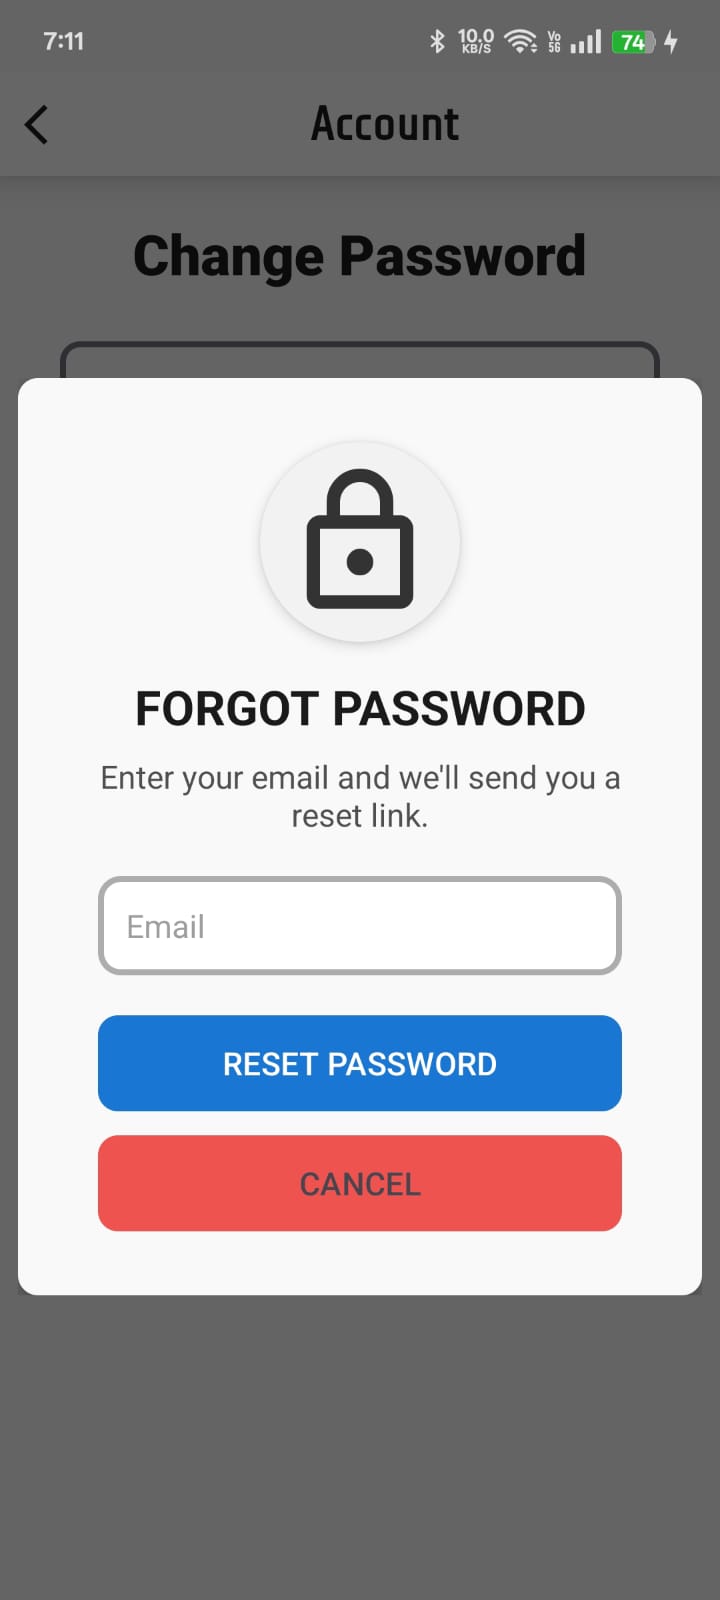 7:11
10.0
KB/S
Vo
5G
74
Account
Change Password
FORGOT PASSWORD
Enter your email and we'll send you a
reset link.
Email
RESET PASSWORD
CANCEL